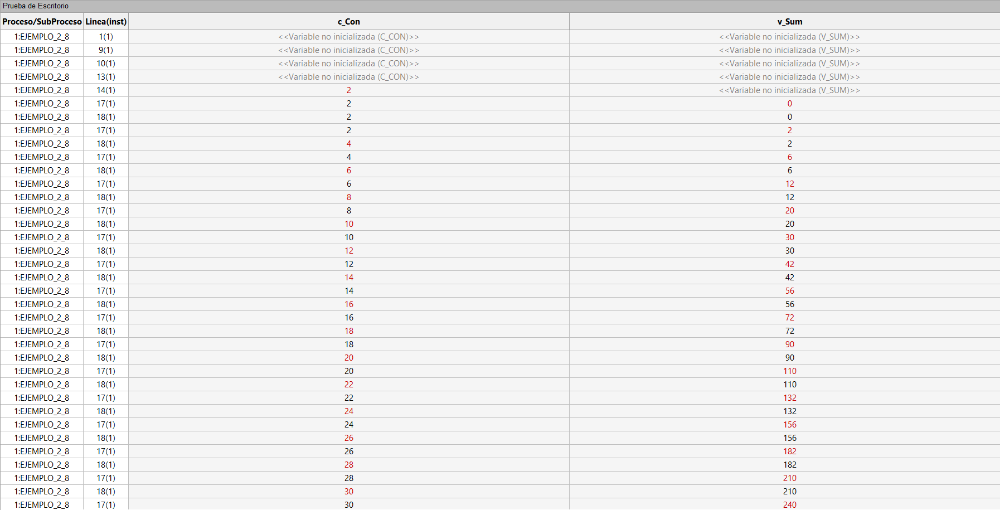 Prueba de Escritorio
Proceso/SubProceso Linea(inst) c_Con v_Sum
1:EJEMPLO_2_8 1(1) <<Variable no inicializada (C_CON)>> <<Variable no inicializada (V_SUM)>>
1:EJEMPLO_2_8 9(1) <<Variable no inicializada (C_CON)>> <<Variable no inicializada (V_SUM)>>
1:EJEMPLO_2_8 10(1) <<Variable no inicializada (C_CON)>> <<Variable no inicializada (V_SUM)>>
1:EJEMPLO_2_8 13(1) <<Variable no inicializada (C_CON)>> <<Variable no inicializada (V_SUM)>>
1:EJEMPLO_2_8 14(1) 2 <<Variable no inicializada (V_SUM)>>
1:EJEMPLO_2_8 17(1) 2 0
1:EJEMPLO_2_8 18(1) 2 0
1:EJEMPLO_2_8 17(1) 2 2
1:EJEMPLO_2_8 18(1) 4 2
1:EJEMPLO_2_8 17(1) 4 6
1:EJEMPLO_2_8 18(1) 6 6
1:EJEMPLO_2_8 17(1) 6 12
1:EJEMPLO_2_8 18(1) 8 12
1:EJEMPLO_2_8 17(1) 8 20
1:EJEMPLO_2_8 18(1) 10 20
1:EJEMPLO_2_8 17(1) 10 30
1:EJEMPLO_2_8 18(1) 12 30
1:EJEMPLO_2_8 17(1) 12 42
1:EJEMPLO_2_8 18(1) 14 42
1:EJEMPLO_2_8 17(1) 14 56
1:EJEMPLO_2_8 18(1) 16 56
1:EJEMPLO_2_8 17(1) 16 72
1:EJEMPLO_2_8 18(1) 18 72
1:EJEMPLO_2_8 17(1) 18 90
1:EJEMPLO_2_8 18(1) 20 90
1:EJEMPLO_2_8 17(1) 20 110
1:EJEMPLO_2_8 18(1) 22 110
1:EJEMPLO_2_8 17(1) 22 132
1:EJEMPLO_2_8 18(1) 24 132
1:EJEMPLO_2_8 17(1) 24 156
1:EJEMPLO_2_8 18(1) 26 156
1:EJEMPLO_2_8 17(1) 26 182
1:EJEMPLO_2_8 18(1) 28 182
1:EJEMPLO_2_8 17(1) 28 210
1:EJEMPLO_2_8 18(1) 30 210
1:EJEMPLO_2_8 17(1) 30 240